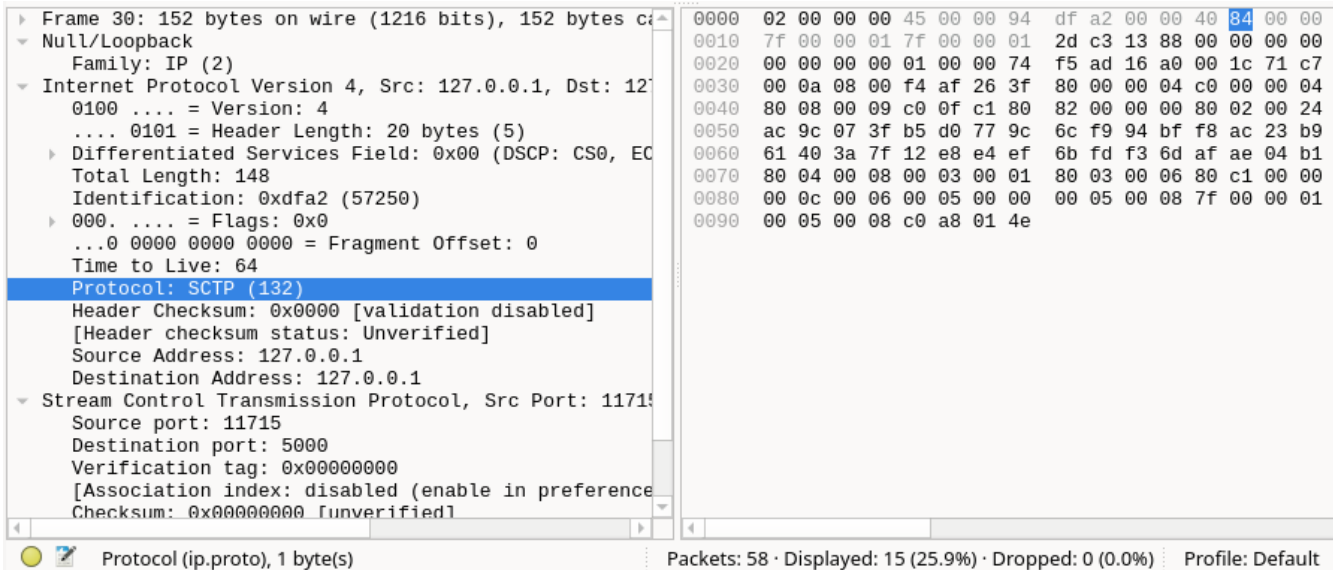 Frame 30: 152 bytes on wire (1216 bits), 152 bytes ca
Null/Loopback
Family: IP (2)
Internet Protocol Version 4, Src: 127.0.0.1, Dst: 127
0100 .... = Version: 4
.... 0101 = Header Length: 20 bytes (5)
Differentiated Services Field: 0x00 (DSCP: CS0, EC
Total Length: 148
Identification: 0xdfa2 (57250)
000. .... = Flags: 0x0
...0 0000 0000 0000 = Fragment Offset: 0
Time to Live: 64
Protocol: SCTP (132)
Header Checksum: 0x0000 [validation disabled]
[Header checksum status: Unverified]
Source Address: 127.0.0.1
Destination Address: 127.0.0.1
Stream Control Transmission Protocol, Src Port: 11715
Source port: 11715
Destination port: 5000
Verification tag: 0x00000000
[Association index: disabled (enable in preference
Checksum: 0x00000000 [unverified]
0000 02 00 00 00 45 00 00 94 df a2 00 00 40 84 00 00
0010 7f 00 00 01 7f 00 00 01 2d c3 13 88 00 00 00 00
0020 00 00 00 00 01 00 00 74 f5 ad 16 a0 00 1c 71 c7
0030 00 0a 08 00 f4 af 26 3f 80 00 00 04 c0 00 00 04
0040 80 08 00 09 c0 0f c1 80 82 00 00 00 80 02 00 24
0050 ac 9c 07 3f b5 d0 77 9c 6c f9 94 bf f8 ac 23 b9
0060 61 40 3a 7f 12 e8 e4 ef 6b fd f3 6d af ae 04 b1
0070 80 04 00 08 00 03 00 01 80 03 00 06 80 c1 00 00
0080 00 0c 00 06 00 05 00 00 00 05 00 08 7f 00 00 01
0090 00 05 00 08 c0 a8 01 4e
Protocol (ip.proto), 1 byte(s)
Packets: 58 · Displayed: 15 (25.9%) · Dropped: 0 (0.0%)
Profile: Default